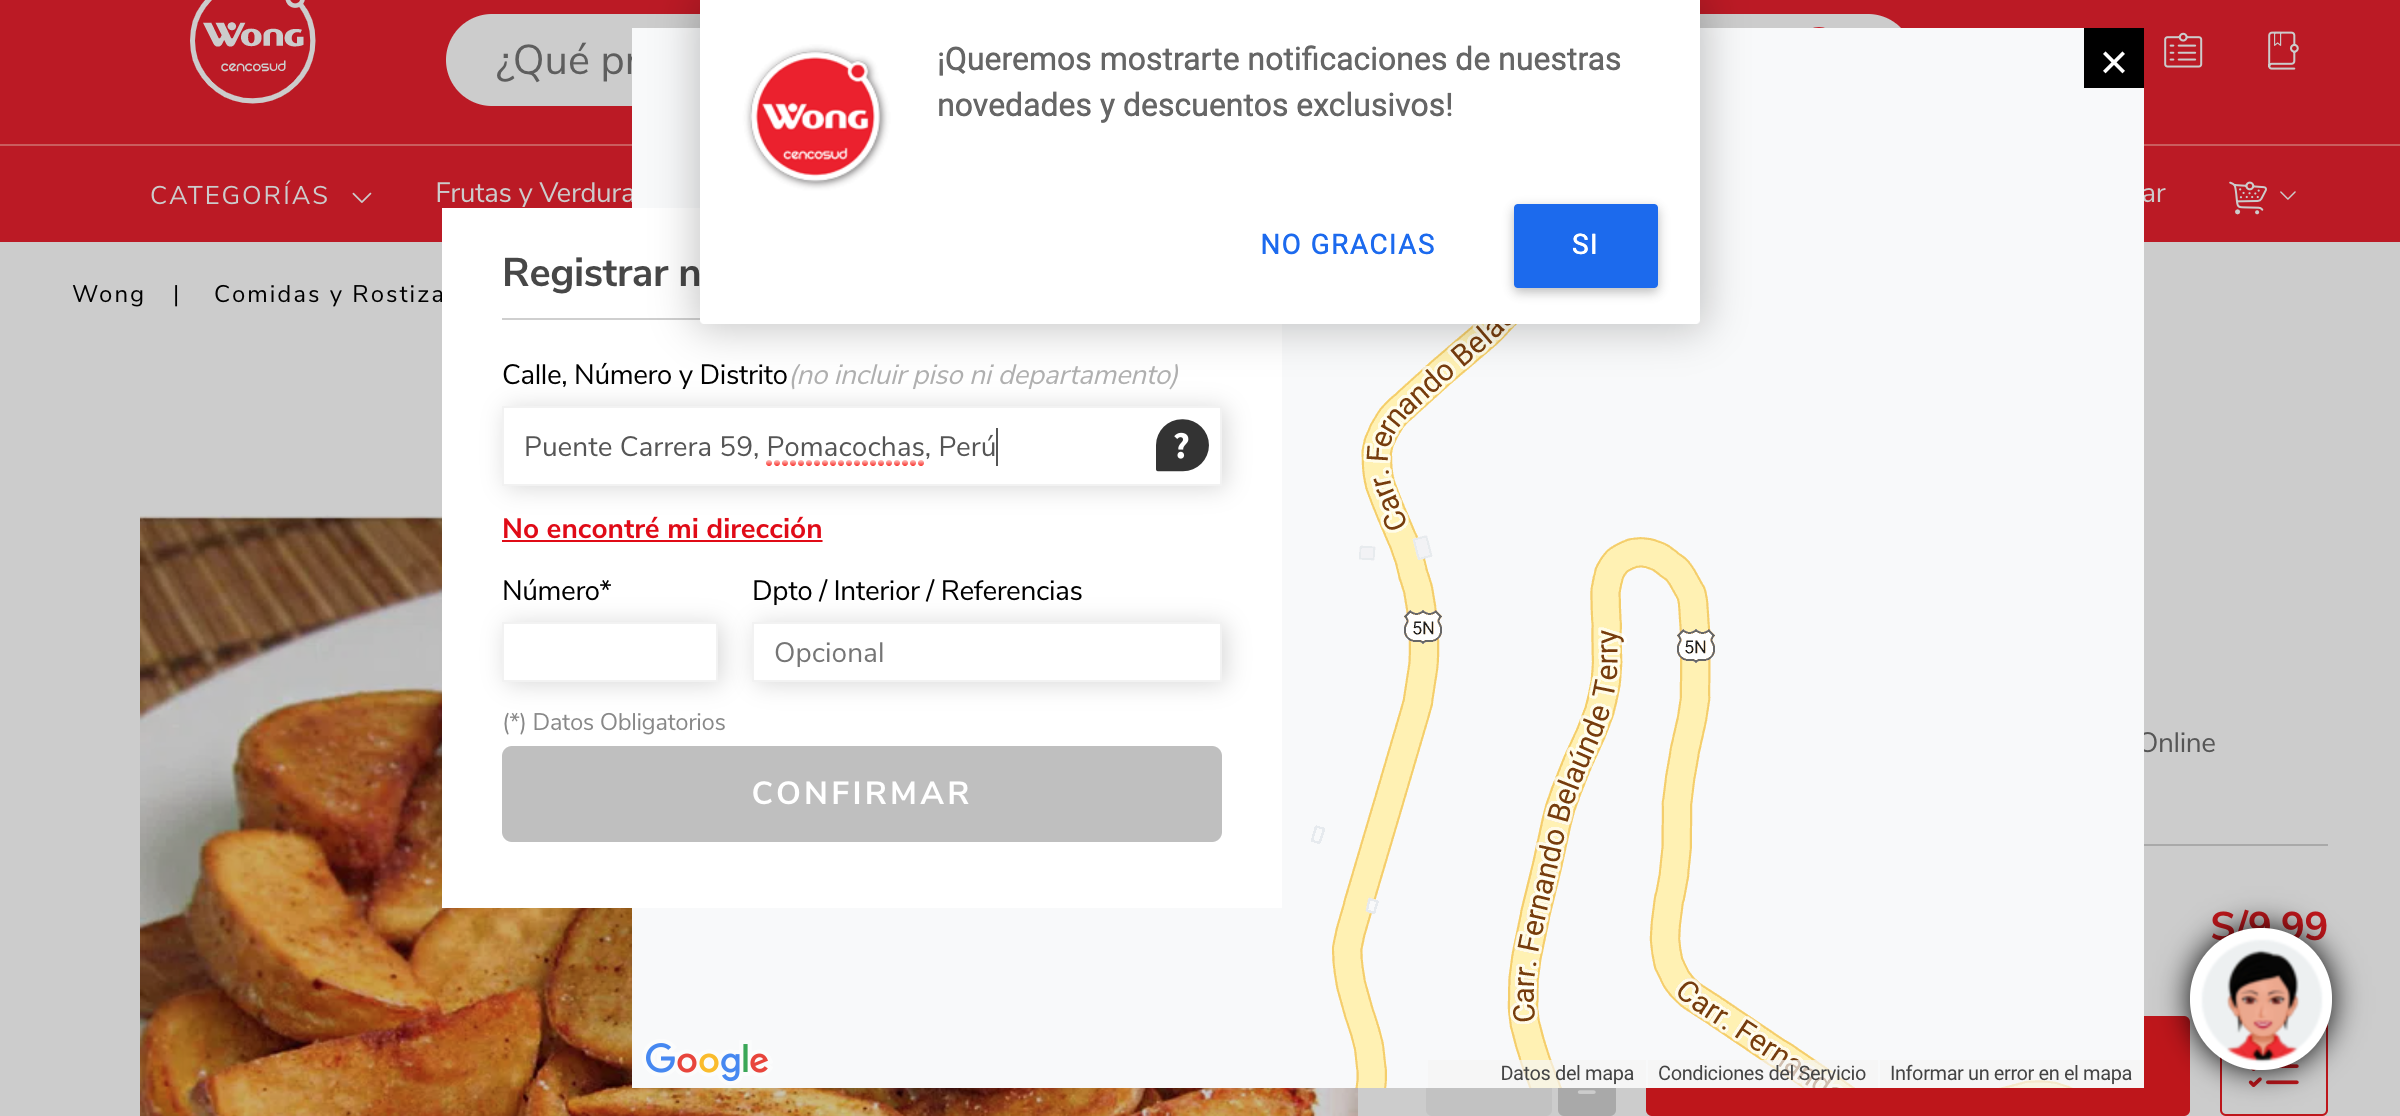 Wong
cencosud
¿Qué pr
¡Queremos mostrarte notificaciones de nuestras
novedades y descuentos exclusivos!
Wong
cencosud
NO GRACIAS
SI
CATEGORÍAS
Frutas y Verdura
ar
Wong | Comidas y Rostiza
Registrar n
Calle, Número y Distrito (no incluir piso ni departamento)
Puente Carrera 59, Pomacochas, Perú
?
No encontré mi dirección
Número*
Dpto / Interior / Referencias
Opcional
(*) Datos Obligatorios
CONFIRMAR
Carr. Fernando Belaú
5N
5N
Carr. Fernando Belaúnde Terry
Carr. Fernando
Online
S/9.99
Google
Datos del mapa
Condiciones del Servicio
Informar un error en el mapa